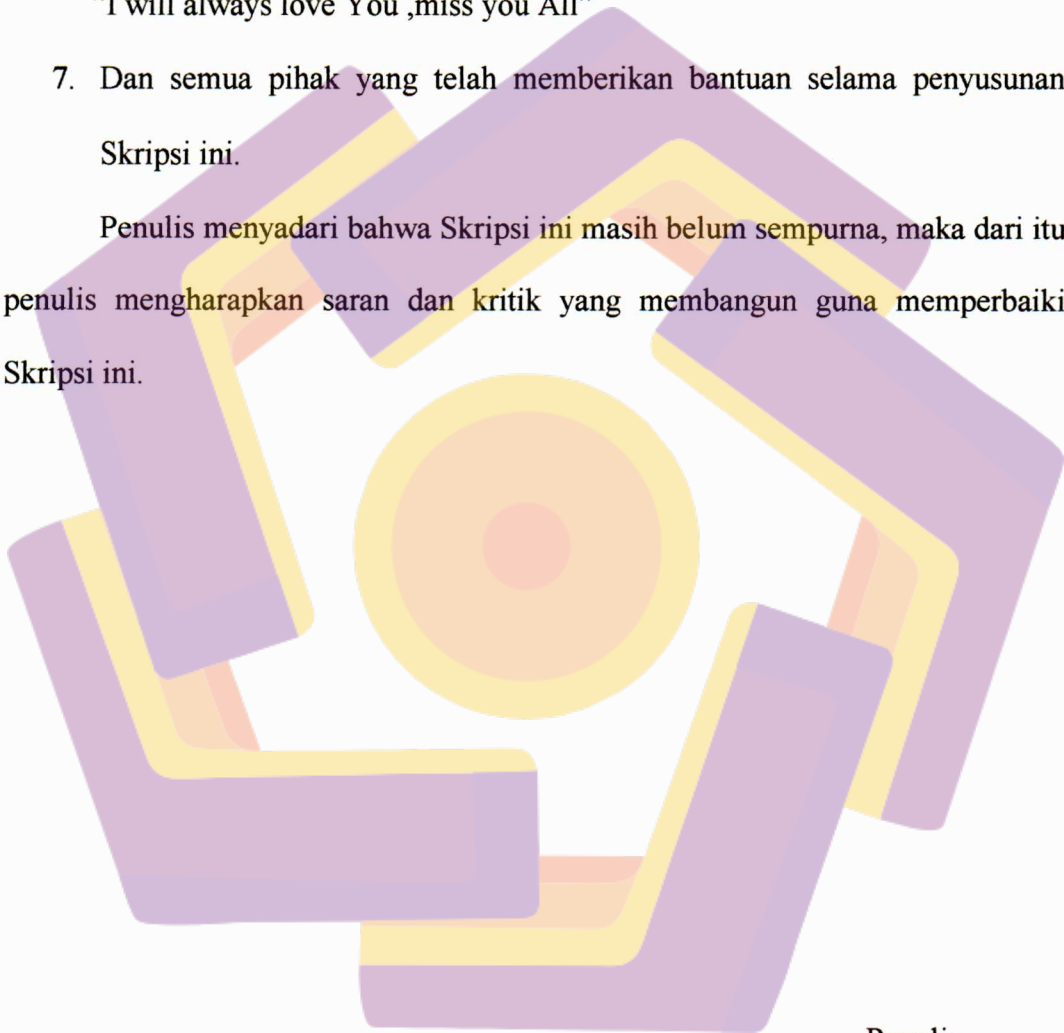 "I will always love You ,miss you All"
7. Dan semua pihak yang telah memberikan bantuan selama penyusunan
Skripsi ini.
Penulis menyadari bahwa Skripsi ini masih belum sempurna, maka dari itu
penulis mengharapkan saran dan kritik yang membangun guna memperbaiki
Skripsi ini.